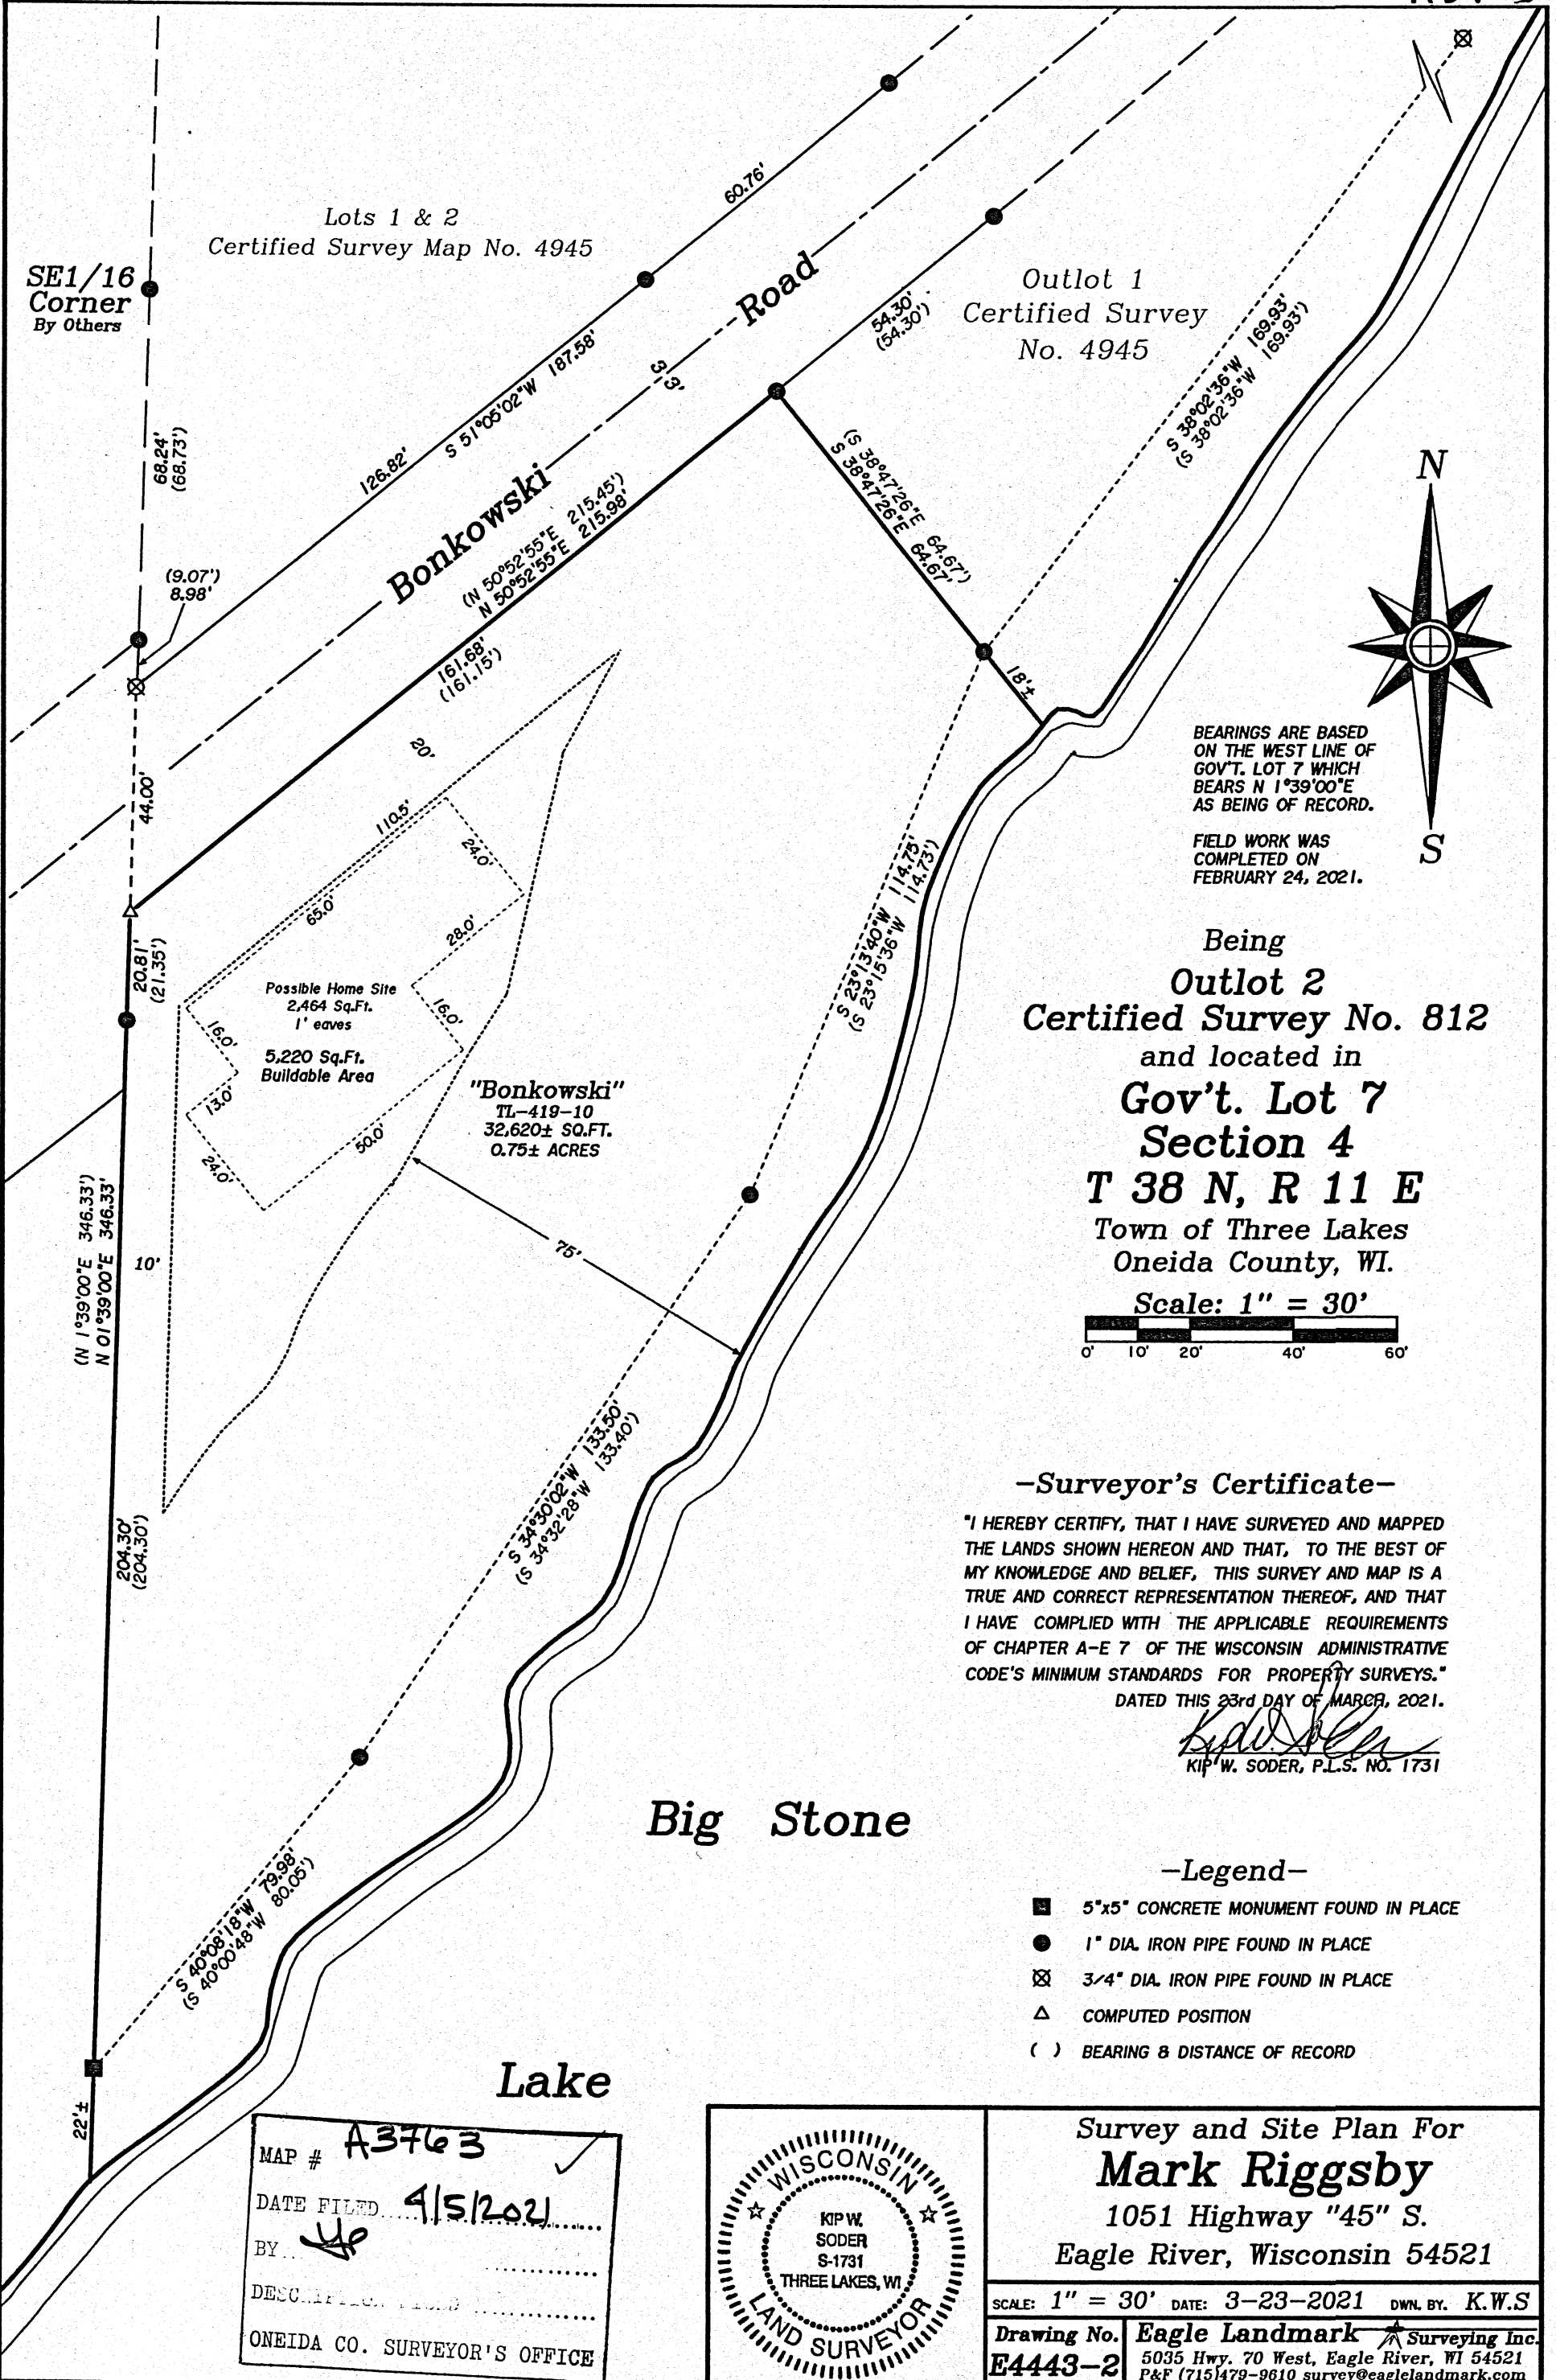 Lots 1 & 2
Certified Survey Map No. 4945
SE1/16
Corner
By Others
60.76'
Road
Outlot 1
Certified Survey
No. 4945
54.30'
(54.30')
S 38°02'36"W 169.93'
(S 38°02'36"W 169.93')
68.24'
(68.73')
126.82'
S 51°05'02"W 187.58'
3,3'
Bonkowski
(N 50°52'55"E 215.45')
N 50°52'55"E 215.98'
(S 38°47'26"E 64.67')
S 38°47'26"E 64.67'
N
(9.07')
8.98'
161.68'
(161.15')
18'±
20'
44.00'
BEARINGS ARE BASED
ON THE WEST LINE OF
GOV'T. LOT 7 WHICH
BEARS N 1°39'00"E
AS BEING OF RECORD.
S
FIELD WORK WAS
COMPLETED ON
FEBRUARY 24, 2021.
110.5'
24.0'
65.0'
28.0'
20.81'
(21.35')
S 23°13'40"W 114.75'
(S 23°15'36"W 114.73')
Possible Home Site
2,464 Sq.Ft.
1' eaves
5,220 Sq.Ft.
Buildable Area
16.0'
16.0'
13.0'
24.0'
50.0'
"Bonkowski"
TL-419-10
32,620± SQ.FT.
0.75± ACRES
Being
Outlot 2
Certified Survey No. 812
and located in
Gov't. Lot 7
Section 4
T 38 N, R 11 E
Town of Three Lakes
Oneida County, WI.
Scale: 1" = 30'
0' 10' 20' 40' 60'
(N 1°39'00"E 346.33')
N 01°39'00"E 346.33'
10'
75'
204.30'
(204.30')
S 34°30'02"W 133.50'
(S 34°32'28"W 133.40')
-Surveyor's Certificate-
"I HEREBY CERTIFY, THAT I HAVE SURVEYED AND MAPPED
THE LANDS SHOWN HEREON AND THAT, TO THE BEST OF
MY KNOWLEDGE AND BELIEF, THIS SURVEY AND MAP IS A
TRUE AND CORRECT REPRESENTATION THEREOF, AND THAT
I HAVE COMPLIED WITH THE APPLICABLE REQUIREMENTS
OF CHAPTER A-E 7 OF THE WISCONSIN ADMINISTRATIVE
CODE'S MINIMUM STANDARDS FOR PROPERTY SURVEYS."
DATED THIS 23rd DAY OF MARCH, 2021.
KIP W. SODER, P.L.S. NO. 1731
Big Stone
Lake
S 40°08'18"W 79.98'
(S 40°00'48"W 80.05')
22'±
-Legend-
5"x5" CONCRETE MONUMENT FOUND IN PLACE
1" DIA. IRON PIPE FOUND IN PLACE
3/4" DIA. IRON PIPE FOUND IN PLACE
COMPUTED POSITION
( ) BEARING & DISTANCE OF RECORD
MAP # A3763
DATE FILED 4/5/2021
BY
ONEIDA CO. SURVEYOR'S OFFICE
WISCONSIN
KIP W.
SODER
S-1731
THREE LAKES, WI
LAND SURVEYOR
Survey and Site Plan For
Mark Riggsby
1051 Highway "45" S.
Eagle River, Wisconsin 54521
SCALE: 1" = 30' DATE: 3-23-2021 DWN. BY. K.W.S
Drawing No.
E4443-2
Eagle Landmark Surveying Inc.
5035 Hwy. 70 West, Eagle River, WI 54521
P&F (715)479-9610 survey@eaglelandmark.com